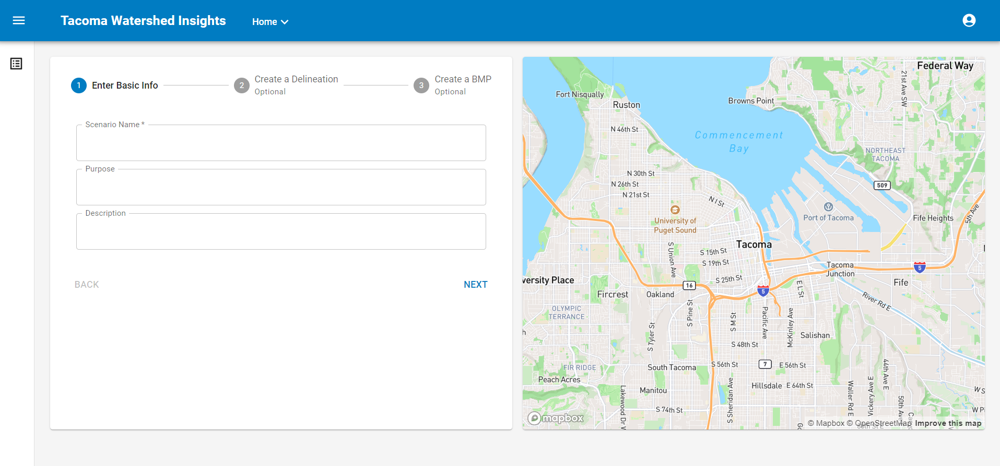 Tacoma Watershed Insights
Home
1 Enter Basic Info
2 Create a Delineation
Optional
3 Create a BMP
Optional
Scenario Name *
Purpose
Description
BACK
NEXT
Federal Way
21st Ave SW
Fort Nisqually
Ruston
Browns Point
N 46th St
Commencement
Bay
NORTHEAST
TACOMA
N 30th St
N 26th St
N 21st St
509
N I St
University of
Puget Sound
Port of Tacoma
Fife Heights
5th Ave
Tacoma
S Union Ave
S 15th St
S 19th St
S 25th St
Tacoma
Junction
5
versity Place
16
5
E L St
Fife
Fircrest
Oakland
River Rd E
OLYMPIC
TERRANCE
S Pine St
S M St
Pacific Ave
McKinley Ave
S Tyler St
Salishan
S 48th St
S 56th St
7
E 56th St
44th Ave E
FIR RIDGE
South Tacoma
Peach Acres
Manitou
Lakewood Dr W
S Sheridan Ave
Hillsdale
E 64th St
Waller Rd E
Vickery Ave E
50th Ave
W S
W Pi
S 74th St
mapbox
© Mapbox © OpenStreetMap Improve this map